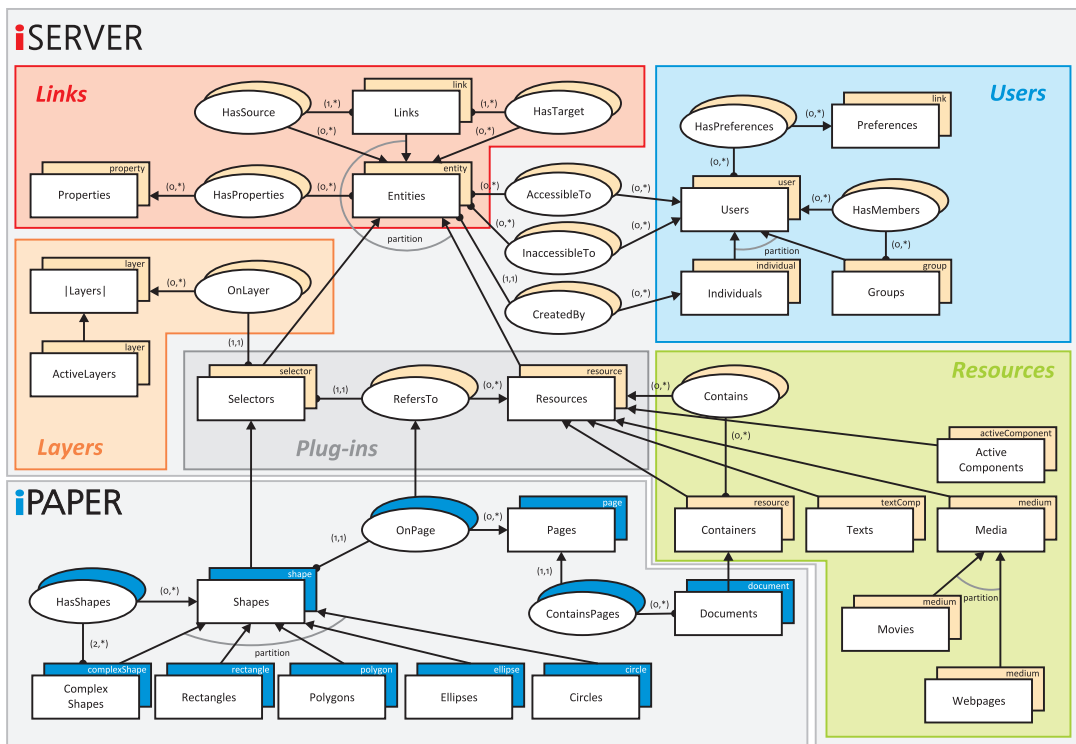 iSERVER
Links
Users
link
HasSource
(1,*)
Links
(1,*)
HasTarget
(0,*)
(0,*)
HasPreferences
(0,*)
link
Preferences
(0,*)
property
Properties
(0,*)
HasProperties
(0,*)
entity
Entities
(0,*)
AccessibleTo
(0,*)
user
Users
HasMembers
(0,*)
(0,*)
(0,*)
InaccessibleTo
(0,*)
partition
partition
(0,*)
layer
|Layers|
(0,*)
OnLayer
(1,1)
CreatedBy
(0,*)
individual
Individuals
group
Groups
(1,1)
layer
ActiveLayers
selector
Selectors
(1,1)
RefersTo
(0,*)
resource
Resources
(0,*)
Contains
Resources
(0,*)
Layers
Plug-ins
activeComponent
Active
Components
iPAPER
OnPage
(0,*)
page
Pages
resource
Containers
textComp
Texts
medium
Media
(1,1)
(1,1)
HasShapes
(0,*)
shape
Shapes
ContainsPages
(0,*)
document
Documents
partition
medium
Movies
(2,*)
partition
complexShape
Complex
Shapes
rectangle
Rectangles
polygon
Polygons
ellipse
Ellipses
circle
Circles
medium
Webpages